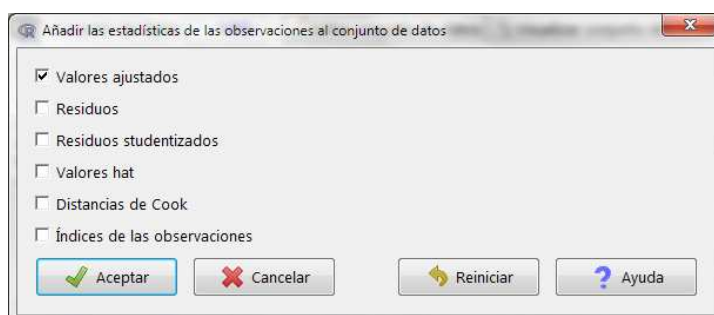 Añadir las estadísticas de las observaciones al conjunto de datos
Valores ajustados
Residuos
Residuos studentizados
Valores hat
Distancias de Cook
Índices de las observaciones
Aceptar Cancelar Reiniciar Ayuda